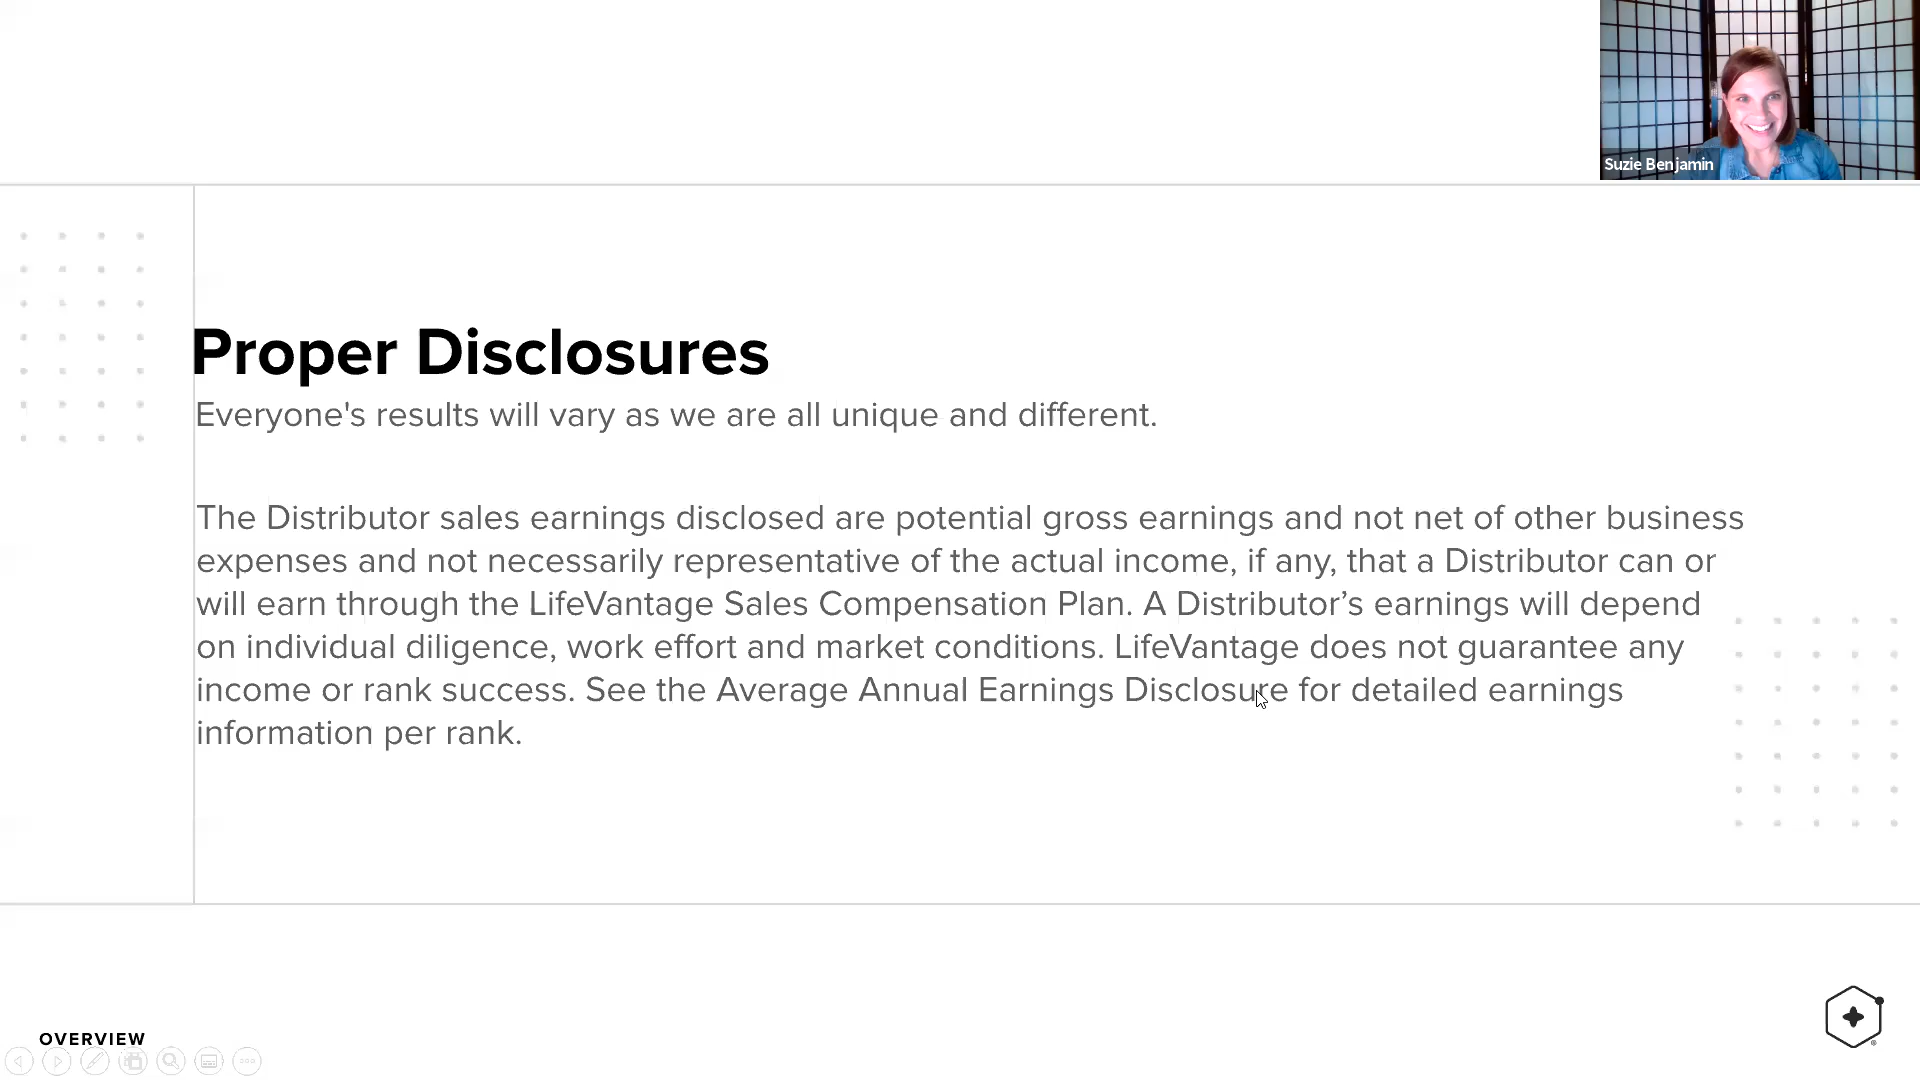 Suzie Benjamin
Proper Disclosures
Everyone's results will vary as we are all unique and different.
The Distributor sales earnings disclosed are potential gross earnings and not net of other business
expenses and not necessarily representative of the actual income, if any, that a Distributor can or
will earn through the LifeVantage Sales Compensation Plan. A Distributor’s earnings will depend
on individual diligence, work effort and market conditions. LifeVantage does not guarantee any
income or rank success. See the Average Annual Earnings Disclosure for detailed earnings
information per rank.
OVERVIEW